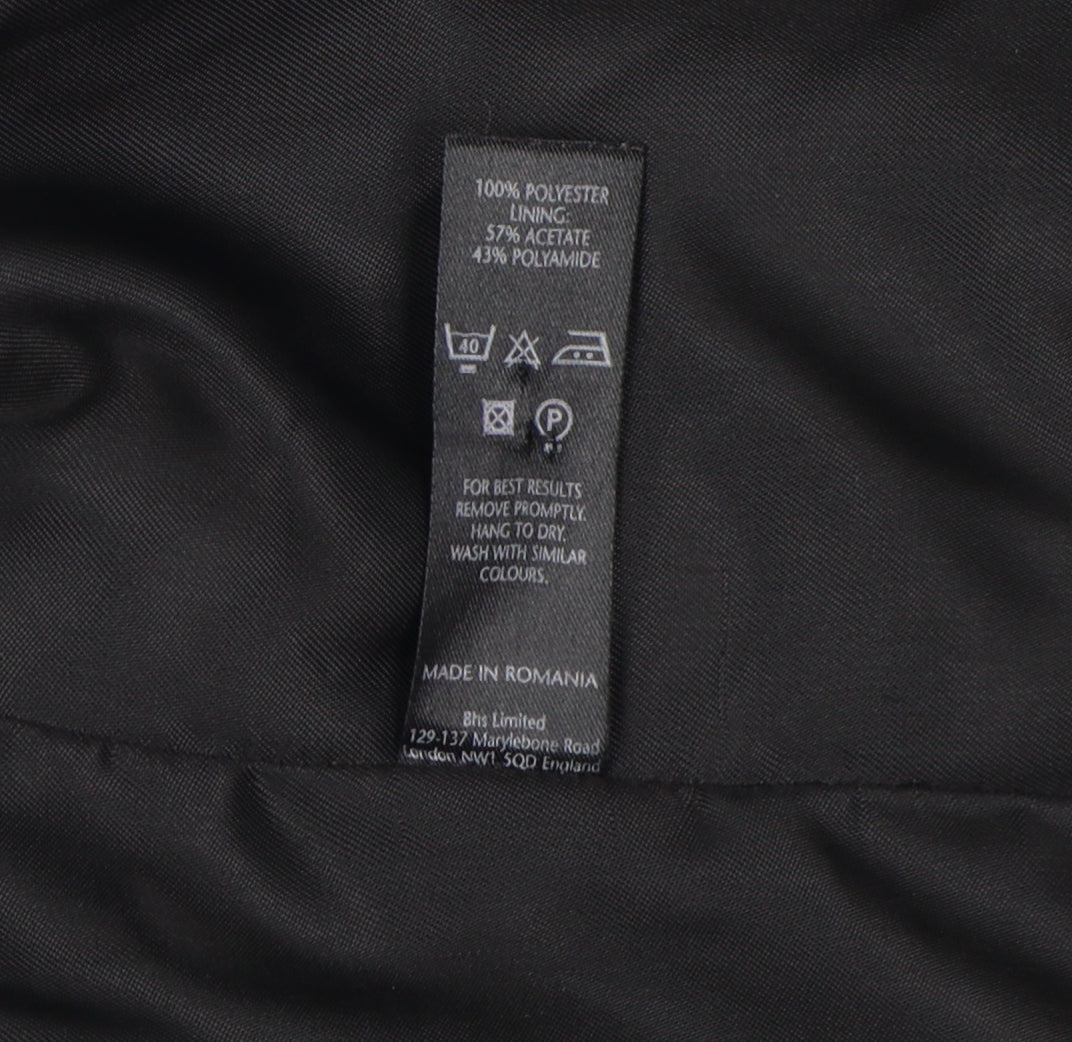 100% POLYESTER
LINING:
57% ACETATE
43% POLYAMIDE
40
P
FOR BEST RESULTS
REMOVE PROMPTLY.
HANG TO DRY.
WASH WITH SIMILAR
COLOURS.
MADE IN ROMANIA
Bhs Limited
129-137 Marylebone Road
London NW1 5QD England